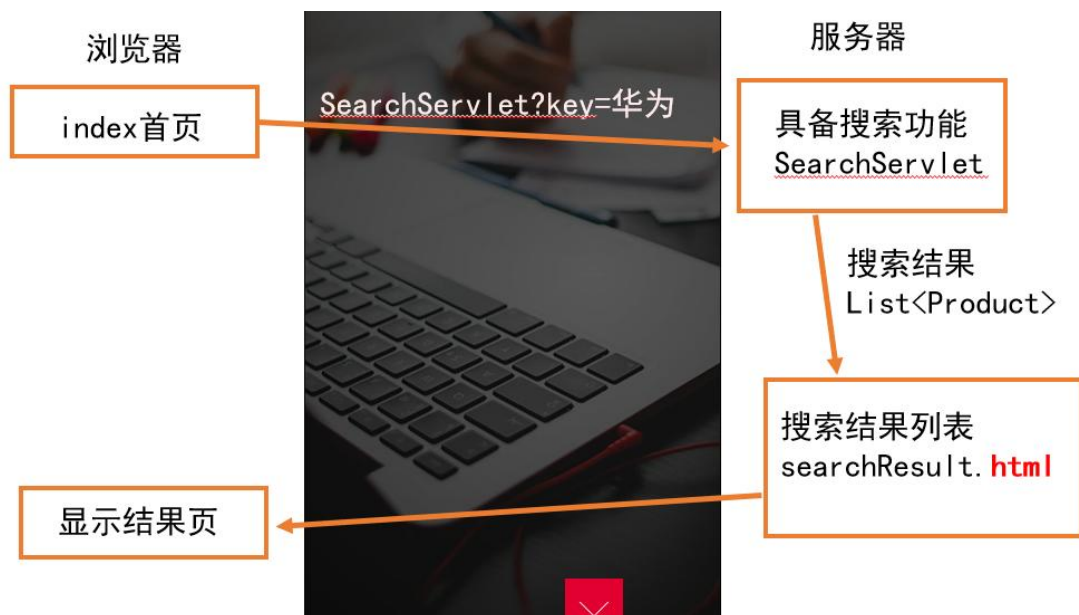 浏览器
服务器
SearchServlet?key=华为
index首页
具备搜索功能
SearchServlet
搜索结果
List<Product>
搜索结果列表
searchResult.html
显示结果页